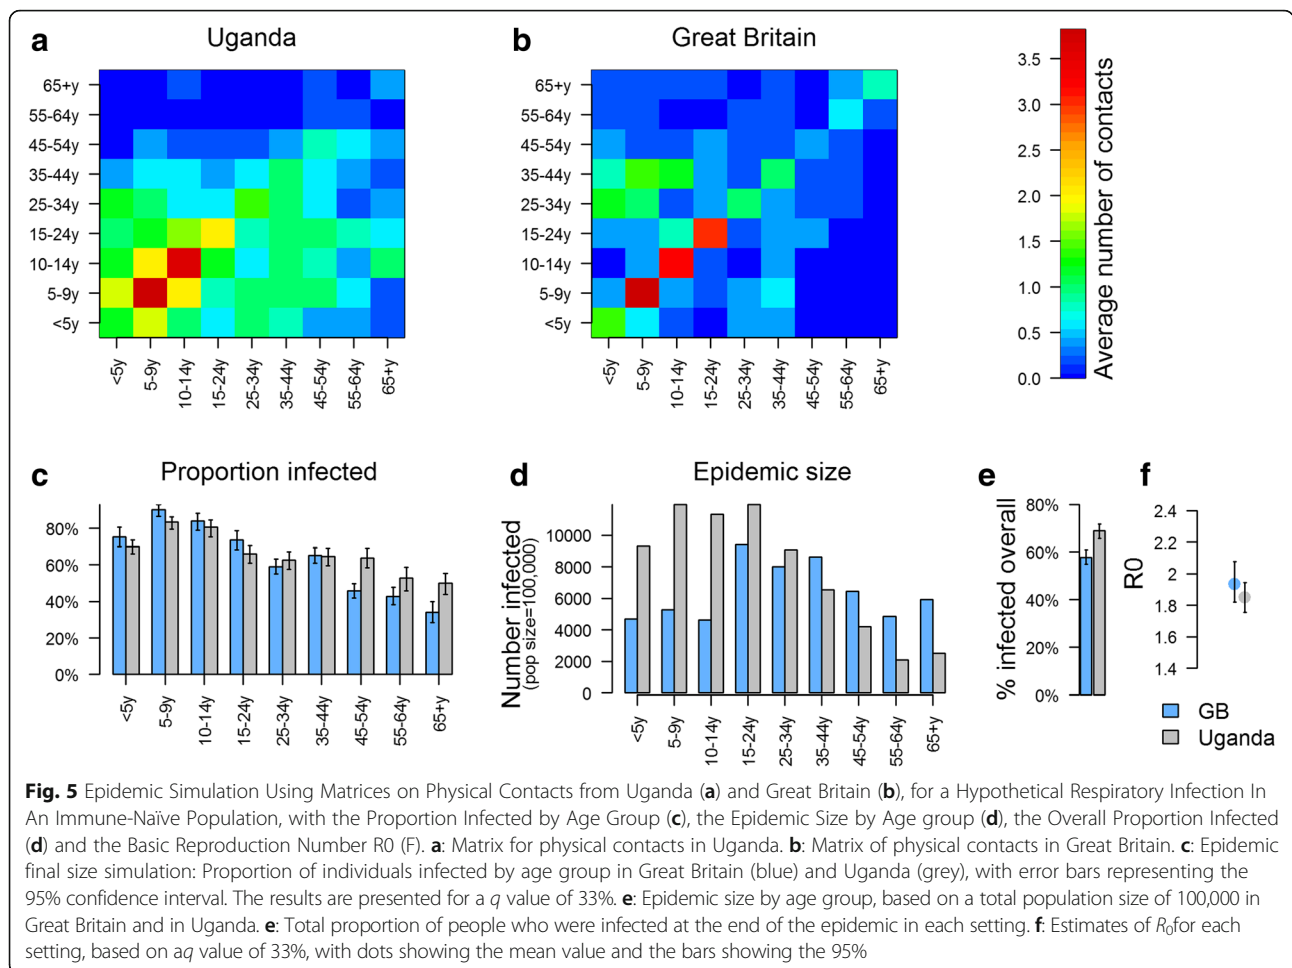 a Uganda
65+y
55-64y
45-54y
35-44y
25-34y
15-24y
10-14y
5-9y
<5y
<5y 5-9y 10-14y 15-24y 25-34y 35-44y 45-54y 55-64y 65+y
b Great Britain
65+y
55-64y
45-54y
35-44y
25-34y
15-24y
10-14y
5-9y
<5y
<5y 5-9y 10-14y 15-24y 25-34y 35-44y 45-54y 55-64y 65+y
3.5
3.0
2.5
2.0
1.5
1.0
0.5
0.0
Average number of contacts
c Proportion infected
80%
60%
40%
20%
0%
<5y 5-9y 10-14y 15-24y 25-34y 35-44y 45-54y 55-64y 65+y
d Epidemic size
Number infected
(pop size=100,000)
10000
8000
6000
4000
2000
0
<5y 5-9y 10-14y 15-24y 25-34y 35-44y 45-54y 55-64y 65+y
e
% infected overall
80%
60%
40%
20%
0%
f
R0
2.4
2.2
2
1.8
1.6
1.4
GB
Uganda
Fig. 5 Epidemic Simulation Using Matrices on Physical Contacts from Uganda (a) and Great Britain (b), for a Hypothetical Respiratory Infection In
An Immune-Naïve Population, with the Proportion Infected by Age Group (c), the Epidemic Size by Age group (d), the Overall Proportion Infected
(d) and the Basic Reproduction Number R0 (F). a: Matrix for physical contacts in Uganda. b: Matrix of physical contacts in Great Britain. c: Epidemic
final size simulation: Proportion of individuals infected by age group in Great Britain (blue) and Uganda (grey), with error bars representing the
95% confidence interval. The results are presented for a q value of 33%. e: Epidemic size by age group, based on a total population size of 100,000 in
Great Britain and in Uganda. e: Total proportion of people who were infected at the end of the epidemic in each setting. f: Estimates of R0for each
setting, based on aq value of 33%, with dots showing the mean value and the bars showing the 95%